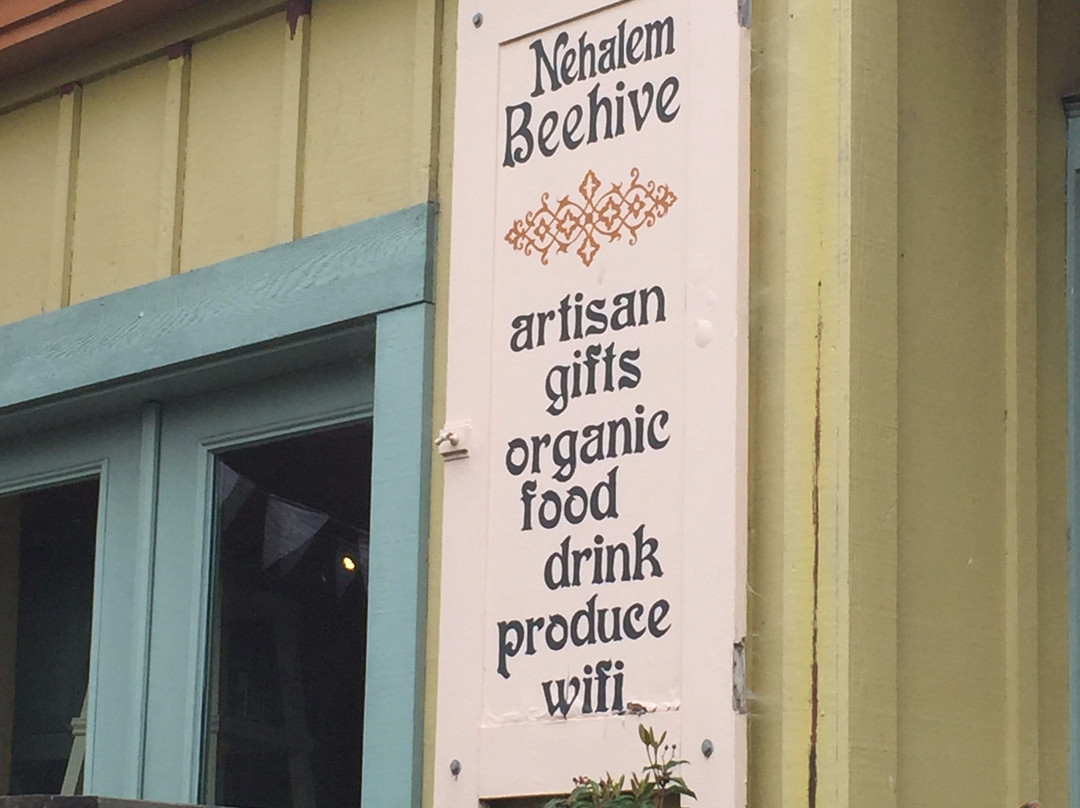 Nehalem
Beehive
artisan
gifts
organic
food
drink
produce
wifi